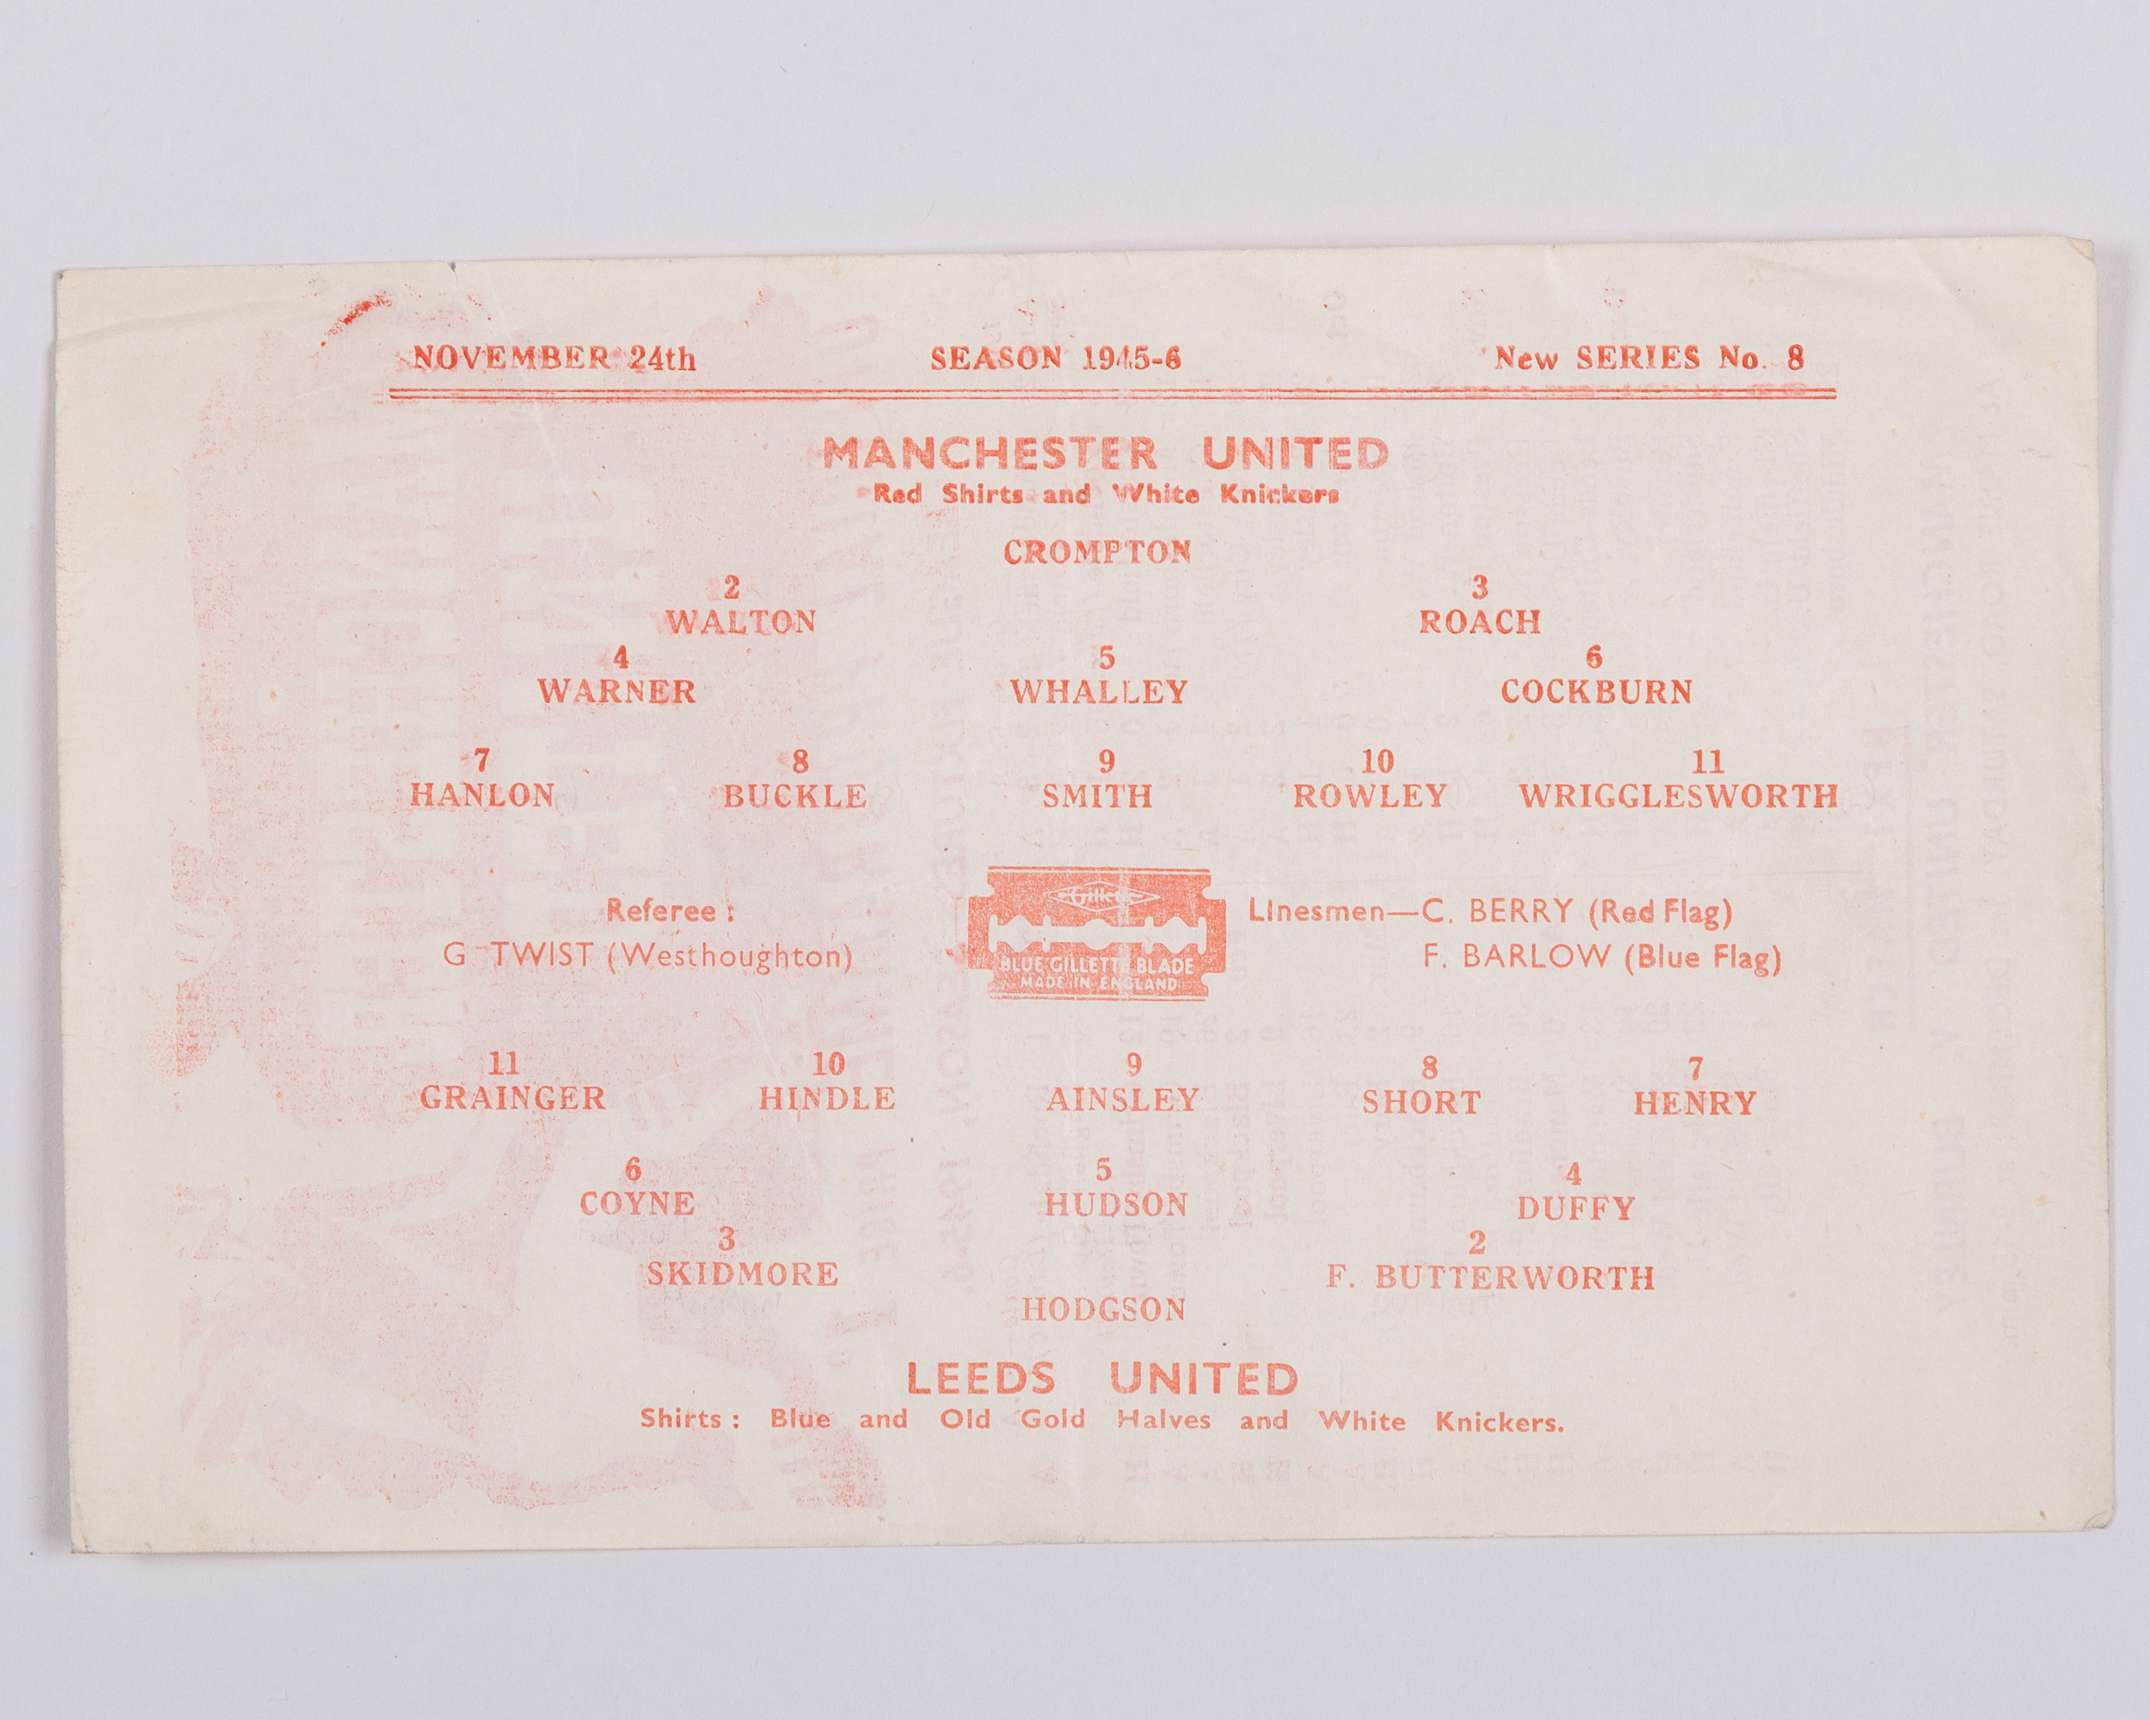 NOVEMBER 24th SEASON 1945-6 New SERIES No. 8
MANCHESTER UNITED
Red Shirts and White Knickers
CROMPTON
2 3
WALTON ROACH
4 5 6
WARNER WHALLEY COCKBURN
7 8 9 10 11
HANLON BUCKLE SMITH ROWLEY WRIGGLESWORTH
Referee :
G TWIST (Westhoughton)
Gillette
BLUE GILLETTE BLADE
MADE IN ENGLAND
Linesmen—C. BERRY (Red Flag)
F. BARLOW (Blue Flag)
11 10 9 8 7
GRAINGER HINDLE AINSLEY SHORT HENRY
6 5 4
COYNE HUDSON DUFFY
3 2
SKIDMORE F. BUTTERWORTH
HODGSON
LEEDS UNITED
Shirts : Blue and Old Gold Halves and White Knickers.